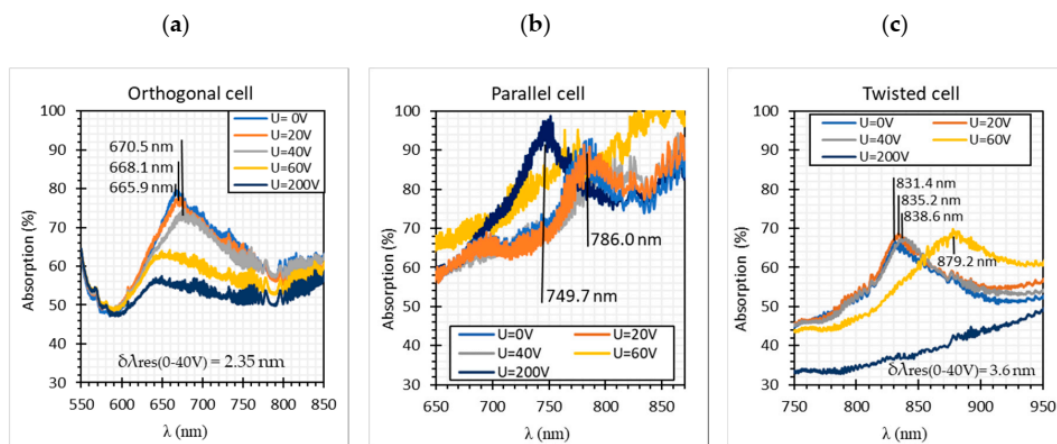 (a)
Orthogonal cell
Absorption (%)
100
90
80
70
60
50
40
30
670.5 nm
668.1 nm
665.9 nm
U= 0V
U=20V
U=40V
U=60V
U=200V
δλres(0-40V) = 2.35 nm
550 600 650 700 750 800 850
λ (nm)
(b)
Parallel cell
Absorption (%)
100
90
80
70
60
50
40
30
786.0 nm
749.7 nm
U=0V U=20V
U=40V U=60V
U=200V
650 700 750 800 850
λ (nm)
(c)
Twisted cell
Absorption (%)
100
90
80
70
60
50
40
30
U=0V U=20V
U=40V U=60V
U=200V
831.4 nm
835.2 nm
838.6 nm
879.2 nm
δλres(0-40V)=3.6 nm
750 800 850 900 950
λ (nm)